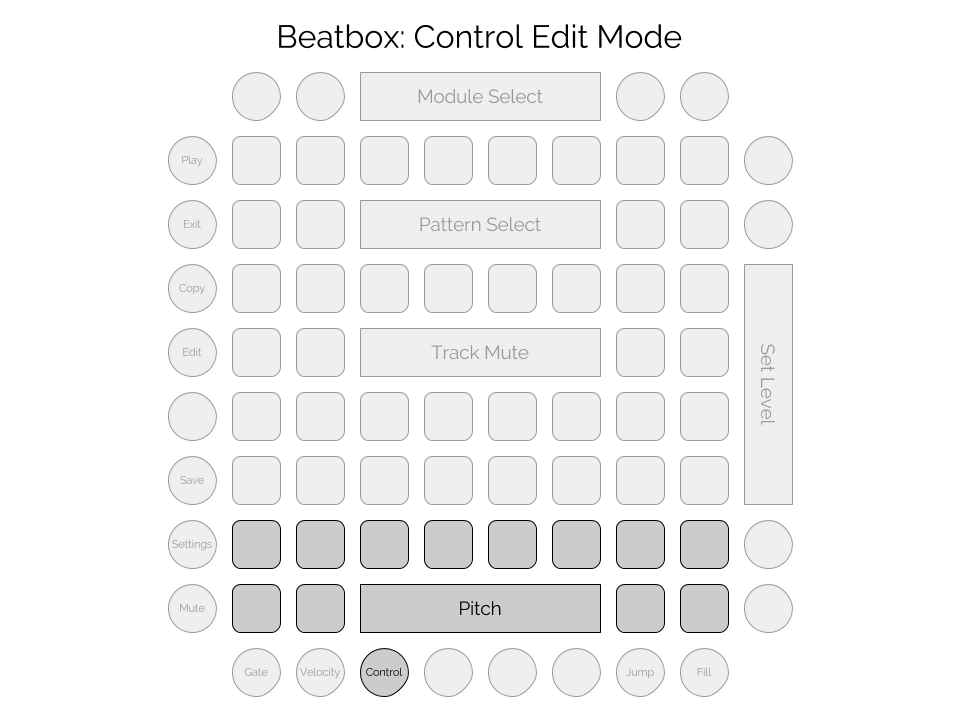 Beatbox: Control Edit Mode
Module Select
Play
Exit
Pattern Select
Copy
Edit
Track Mute
Set Level
Save
Settings
Mute
Pitch
Gate
Velocity
Control
Jump
Fill